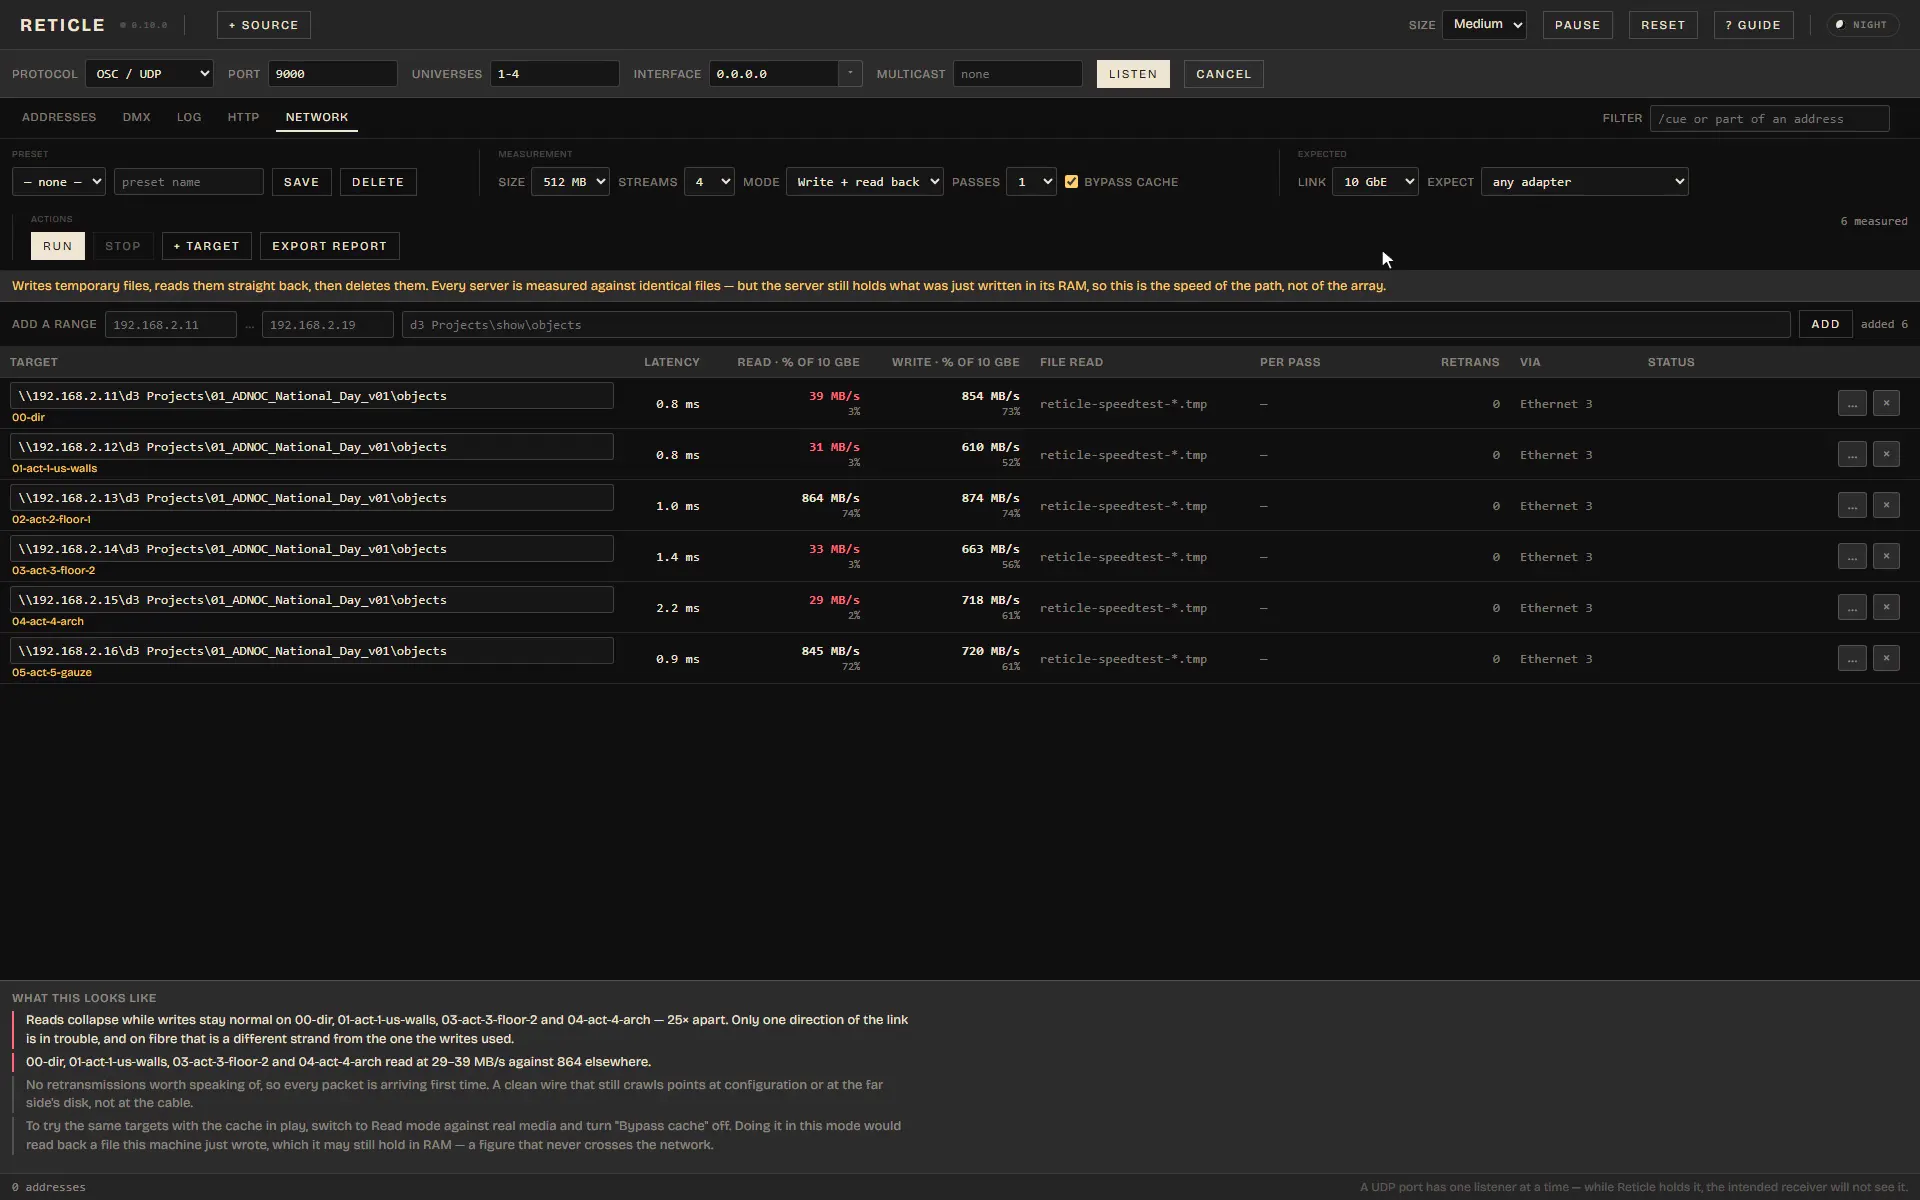 RETICLE 0.10.0 + SOURCE SIZE Medium PAUSE RESET ? GUIDE NIGHT
PROTOCOL OSC / UDP PORT 9000 UNIVERSES 1-4 INTERFACE 0.0.0.0 MULTICAST none LISTEN CANCEL
ADDRESSES DMX LOG HTTP NETWORK FILTER /cue or part of an address
PRESET MEASUREMENT EXPECTED
— none — preset name SAVE DELETE SIZE 512 MB STREAMS 4 MODE Write + read back PASSES 1 BYPASS CACHE LINK 10 GbE EXPECT any adapter
ACTIONS 6 measured
RUN STOP + TARGET EXPORT REPORT
Writes temporary files, reads them straight back, then deletes them. Every server is measured against identical files — but the server still holds what was just written in its RAM, so this is the speed of the path, not of the array.
ADD A RANGE 192.168.2.11 … 192.168.2.19 d3 Projects\show\objects ADD added 6
TARGET LATENCY READ · % OF 10 GBE WRITE · % OF 10 GBE FILE READ PER PASS RETRANS VIA STATUS
\\192.168.2.11\d3 Projects\01_ADNOC_National_Day_v01\objects 0.8 ms 39 MB/s 854 MB/s reticle-speedtest-*.tmp — 0 Ethernet 3 … ×
00-dir 3% 73%
\\192.168.2.12\d3 Projects\01_ADNOC_National_Day_v01\objects 0.8 ms 31 MB/s 610 MB/s reticle-speedtest-*.tmp — 0 Ethernet 3 … ×
01-act-1-us-walls 3% 52%
\\192.168.2.13\d3 Projects\01_ADNOC_National_Day_v01\objects 1.0 ms 864 MB/s 874 MB/s reticle-speedtest-*.tmp — 0 Ethernet 3 … ×
02-act-2-floor-1 74% 74%
\\192.168.2.14\d3 Projects\01_ADNOC_National_Day_v01\objects 1.4 ms 33 MB/s 663 MB/s reticle-speedtest-*.tmp — 0 Ethernet 3 … ×
03-act-3-floor-2 3% 56%
\\192.168.2.15\d3 Projects\01_ADNOC_National_Day_v01\objects 2.2 ms 29 MB/s 718 MB/s reticle-speedtest-*.tmp — 0 Ethernet 3 … ×
04-act-4-arch 2% 61%
\\192.168.2.16\d3 Projects\01_ADNOC_National_Day_v01\objects 0.9 ms 845 MB/s 720 MB/s reticle-speedtest-*.tmp — 0 Ethernet 3 … ×
05-act-5-gauze 72% 61%
WHAT THIS LOOKS LIKE
Reads collapse while writes stay normal on 00-dir, 01-act-1-us-walls, 03-act-3-floor-2 and 04-act-4-arch — 25× apart. Only one direction of the link
is in trouble, and on fibre that is a different strand from the one the writes used.
00-dir, 01-act-1-us-walls, 03-act-3-floor-2 and 04-act-4-arch read at 29–39 MB/s against 864 elsewhere.
No retransmissions worth speaking of, so every packet is arriving first time. A clean wire that still crawls points at configuration or at the far
side's disk, not at the cable.
To try the same targets with the cache in play, switch to Read mode against real media and turn "Bypass cache" off. Doing it in this mode would
read back a file this machine just wrote, which it may still hold in RAM — a figure that never crosses the network.
0 addresses A UDP port has one listener at a time — while Reticle holds it, the intended receiver will not see it.